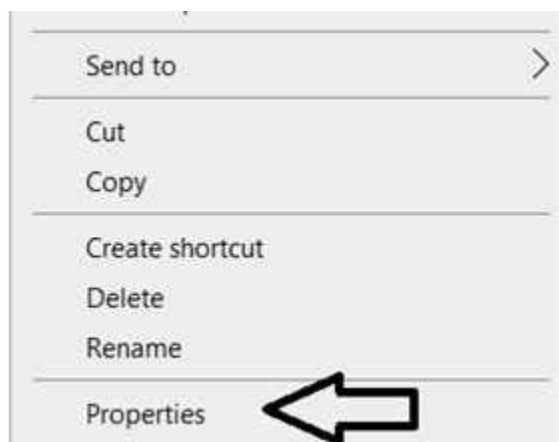 Send to
Cut
Copy
Create shortcut
Delete
Rename
Properties